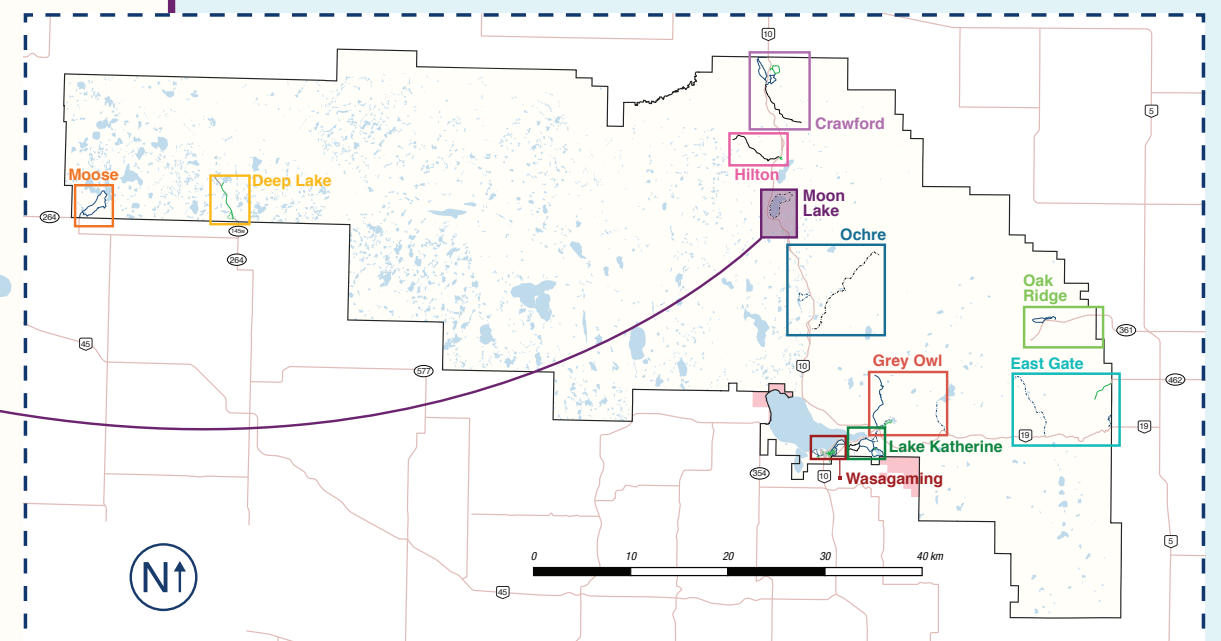 10
5
Crawford
Hilton
Moose
Deep Lake
Moon
Lake
264
149w
264
Ochre
Oak
Ridge
361
45
10
577
Grey Owl
East Gate
462
19
19
Lake Katherine
354
10
Wasagaming
5
0 10 20 30 40 km
N
45